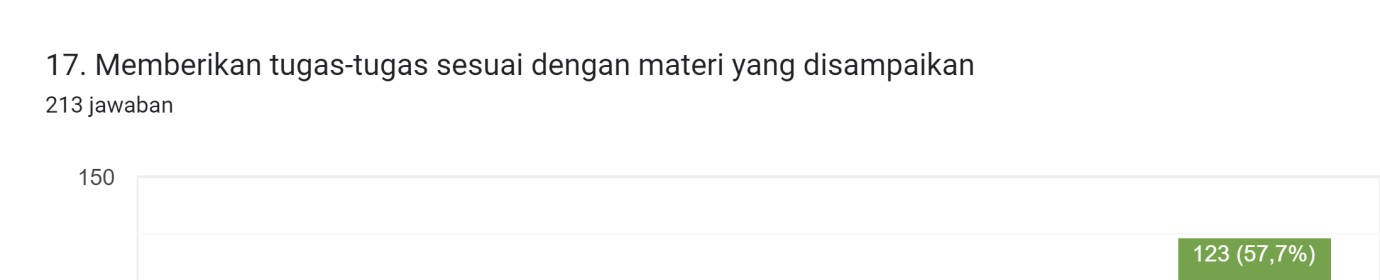 17. Memberikan tugas-tugas sesuai dengan materi yang disampaikan
213 jawaban
150
123 (57,7%)